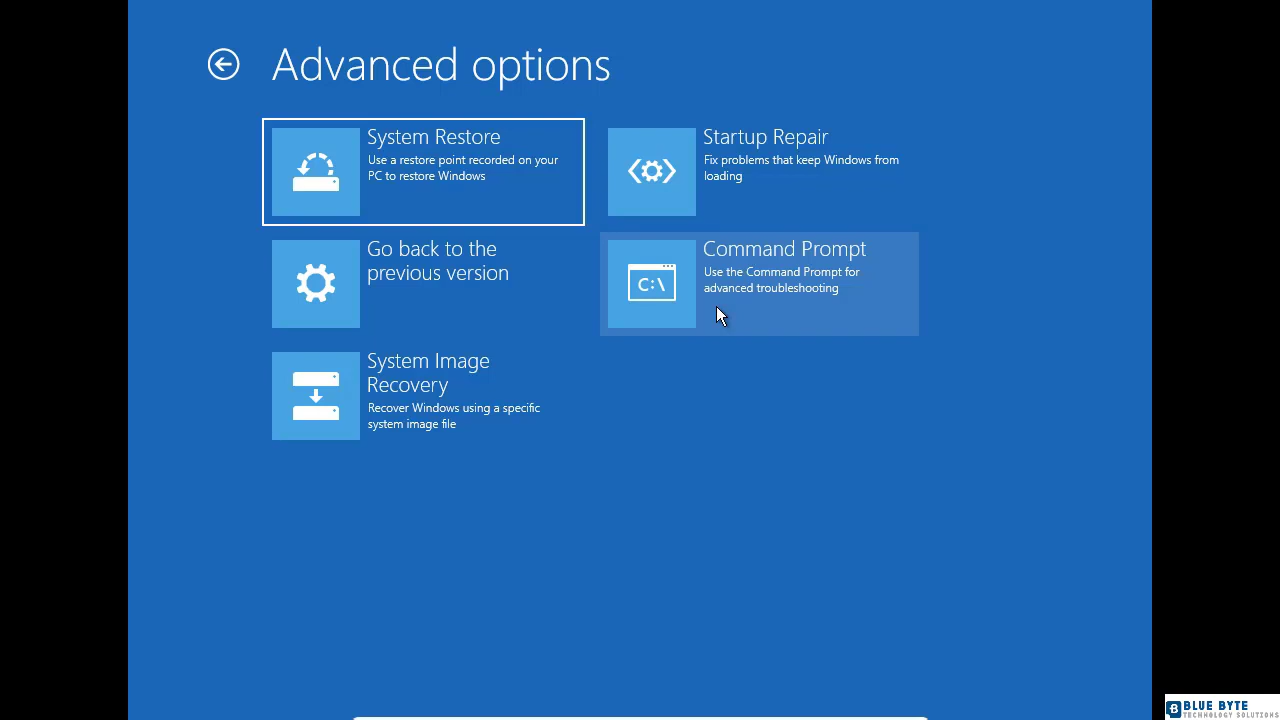 Advanced options
System Restore
Use a restore point recorded on your
PC to restore Windows
Startup Repair
Fix problems that keep Windows from
loading
Go back to the
previous version
C:\
Command Prompt
Use the Command Prompt for
advanced troubleshooting
System Image
Recovery
Recover Windows using a specific
system image file
BLUE BYTE
TECHNOLOGY SOLUTIONS